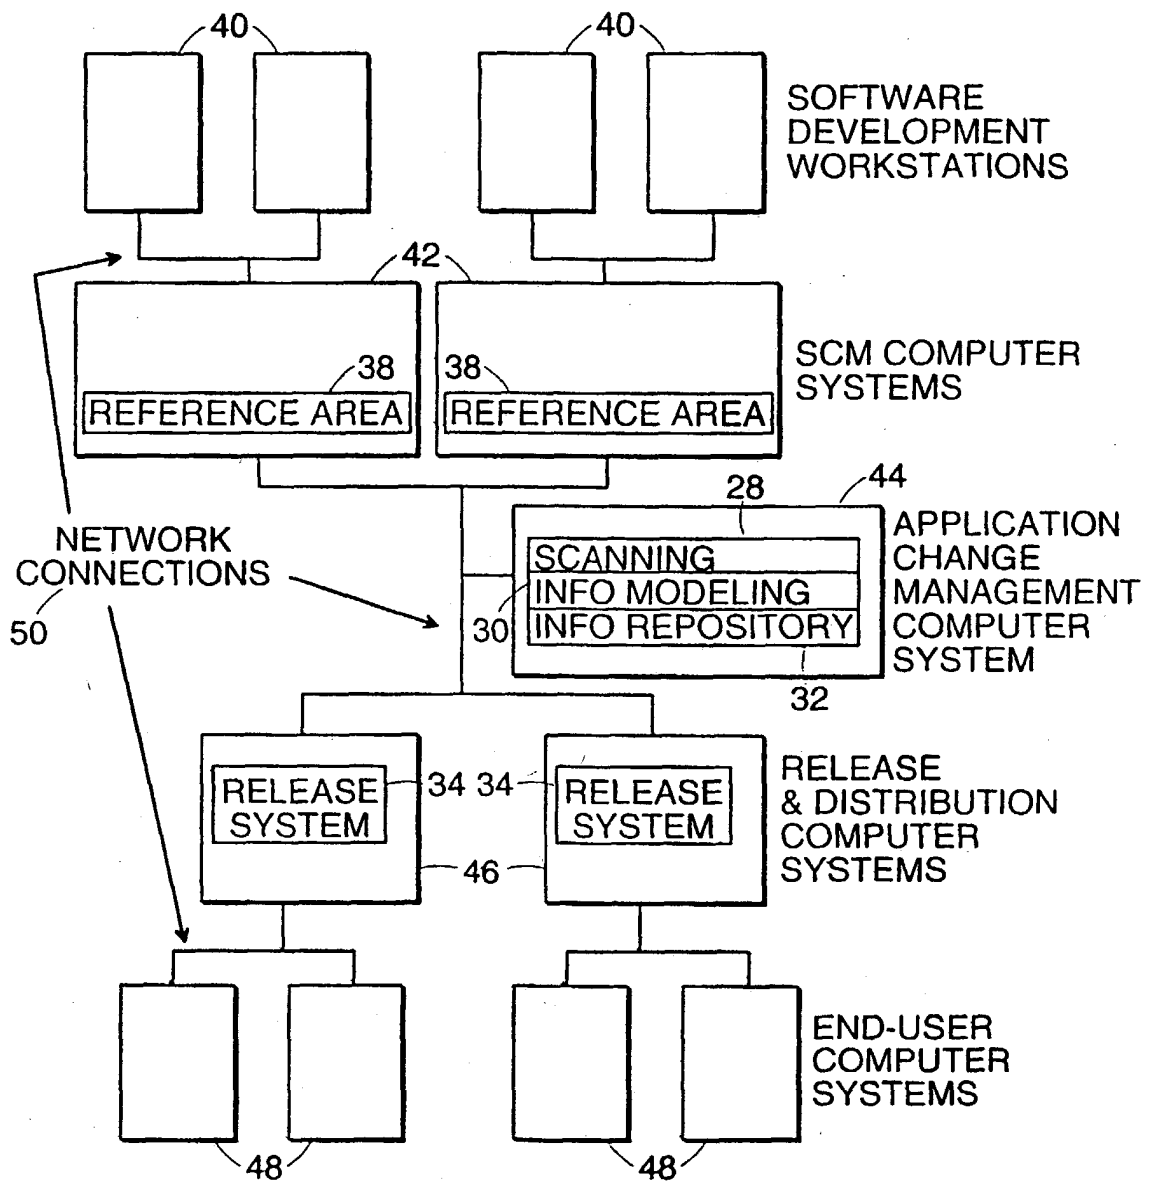 40
40
SOFTWARE
DEVELOPMENT
WORKSTATIONS
42
SCM COMPUTER
SYSTEMS
38
38
REFERENCE AREA
REFERENCE AREA
44
28
APPLICATION
CHANGE
MANAGEMENT
COMPUTER
SYSTEM
SCANNING
INFO MODELING
INFO REPOSITORY
30
32
NETWORK
CONNECTIONS
50
RELEASE
SYSTEM
34
34
RELEASE
SYSTEM
RELEASE
& DISTRIBUTION
COMPUTER
SYSTEMS
46
END-USER
COMPUTER
SYSTEMS
48
48